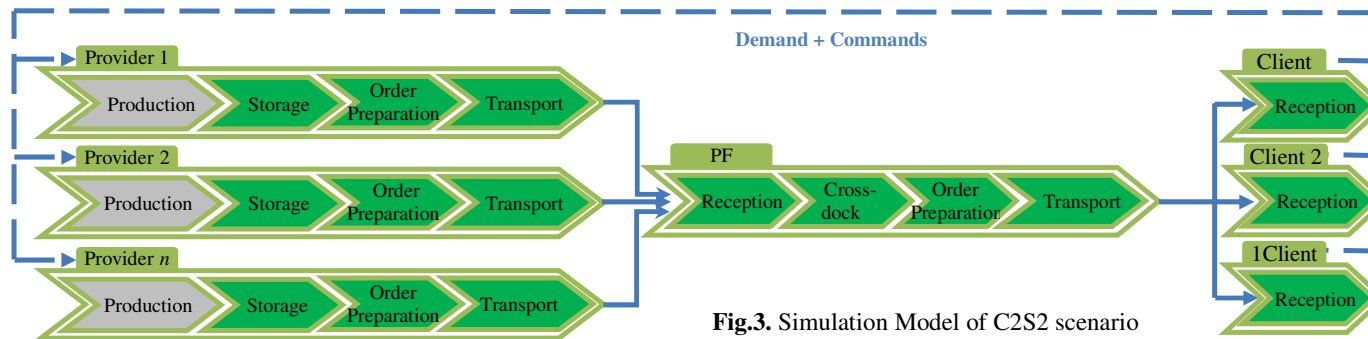 Demand + Commands
Provider 1
Production
Storage
Order
Preparation
Transport
Provider 2
Production
Storage
Order
Preparation
Transport
Provider n
Production
Storage
Order
Preparation
Transport
PF
Reception
Cross-
dock
Order
Preparation
Transport
Client
Reception
Client 2
Reception
1Client
Reception
Fig.3. Simulation Model of C2S2 scenario